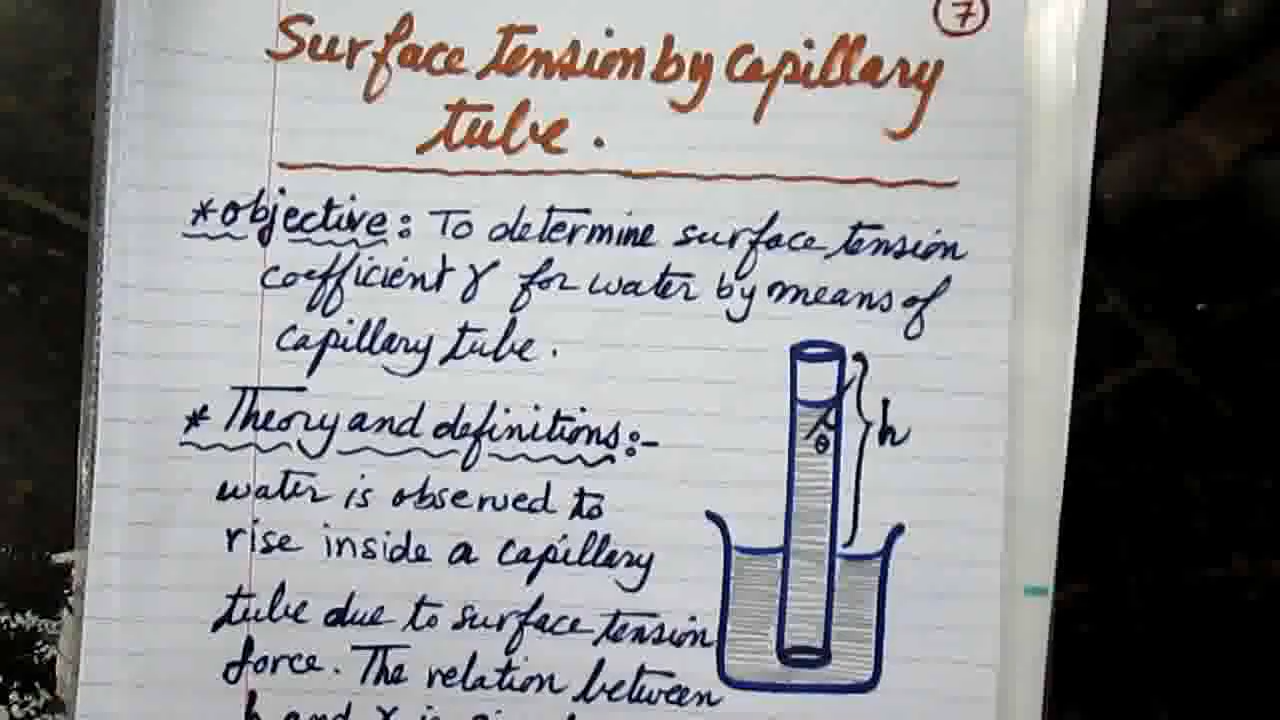 7
Surface Tension by Capillary
tube.
*objective: To determine surface tension
coefficient γ for water by means of
capillary tube.
* Theory and definitions:-
water is observed to
rise inside a capillary
tube due to surface tension
force. The relation between
h and γ is
h
θ